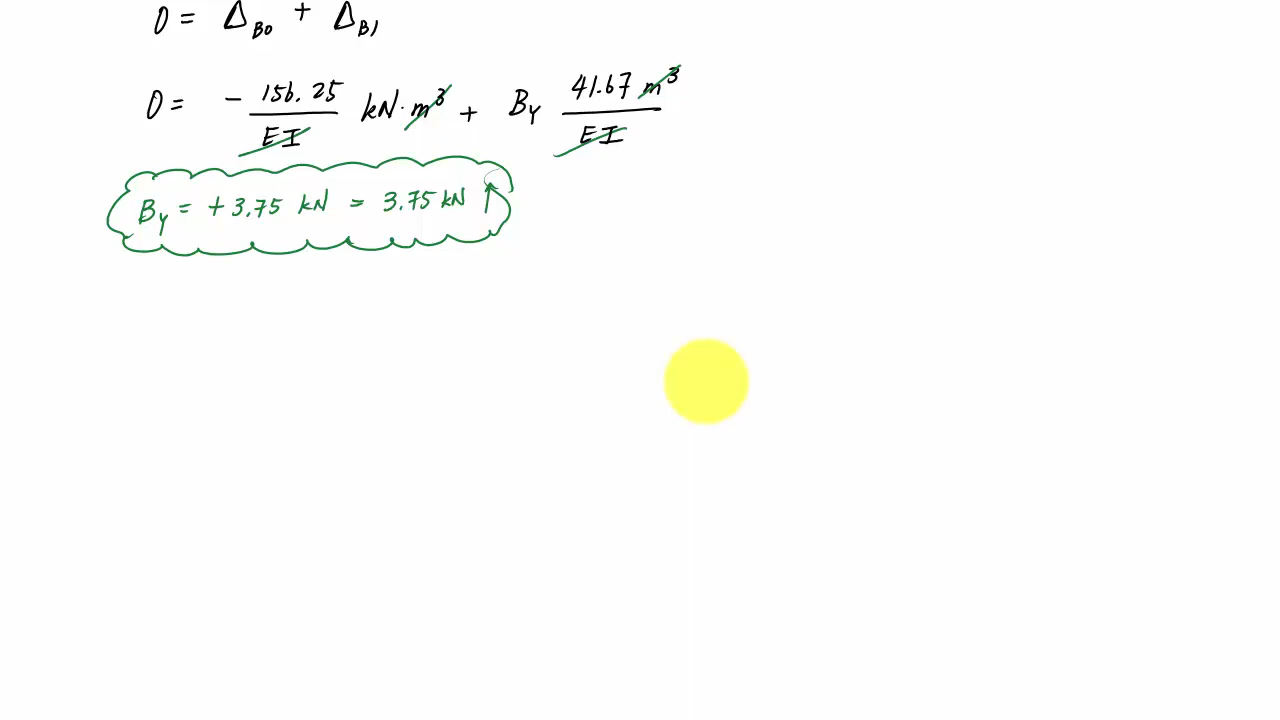 0 = Δ_B0 + Δ_B1
0 = - 156.25/EI kN·m³ + B_Y 41.67 m³/EI
B_Y = + 3.75 kN = 3.75 kN ↑